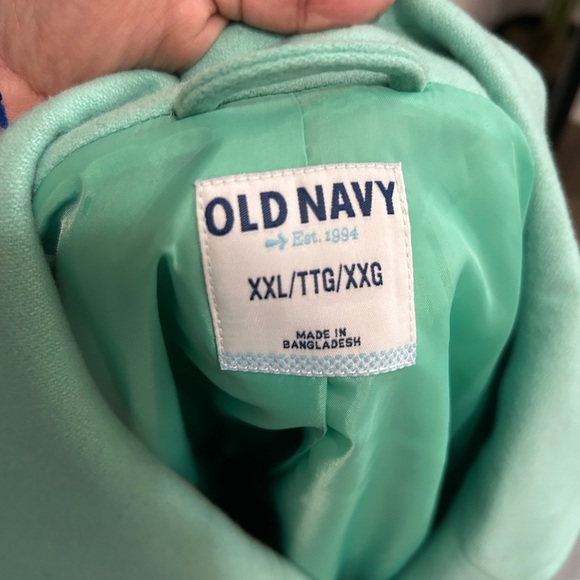 OLD NAVY
Est. 1994
XXL/TTG/XXG
MADE IN
BANGLADESH